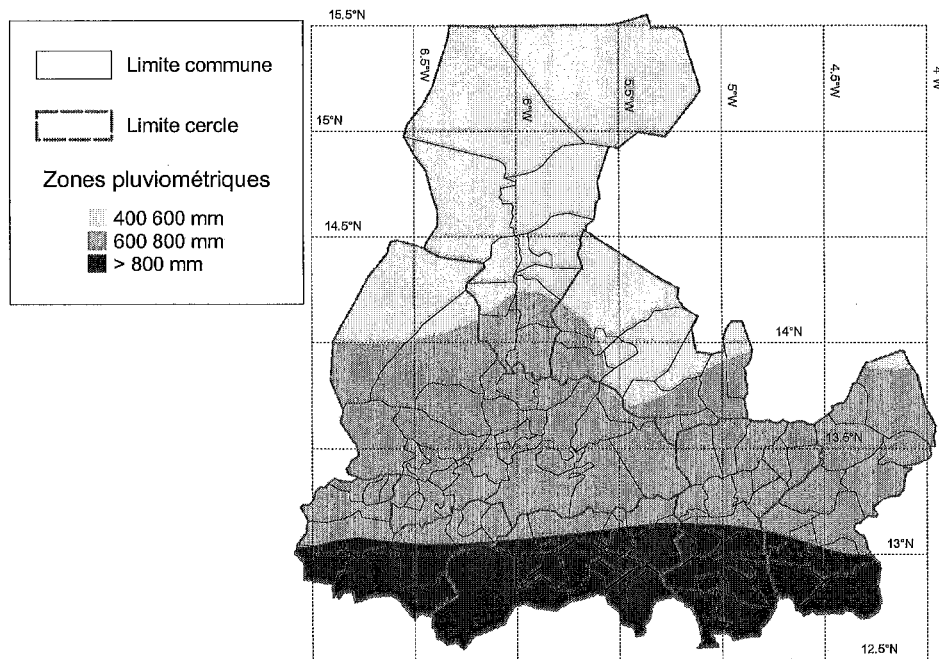 Limite commune
Limite cercle
Zones pluviométriques
400 600 mm
600 800 mm
> 800 mm
15.5°N
6.5°W
6°W
5.5°W
5°W
4.5°W
4°W
15°N
14.5°N
14°N
13.5°N
13°N
12.5°N